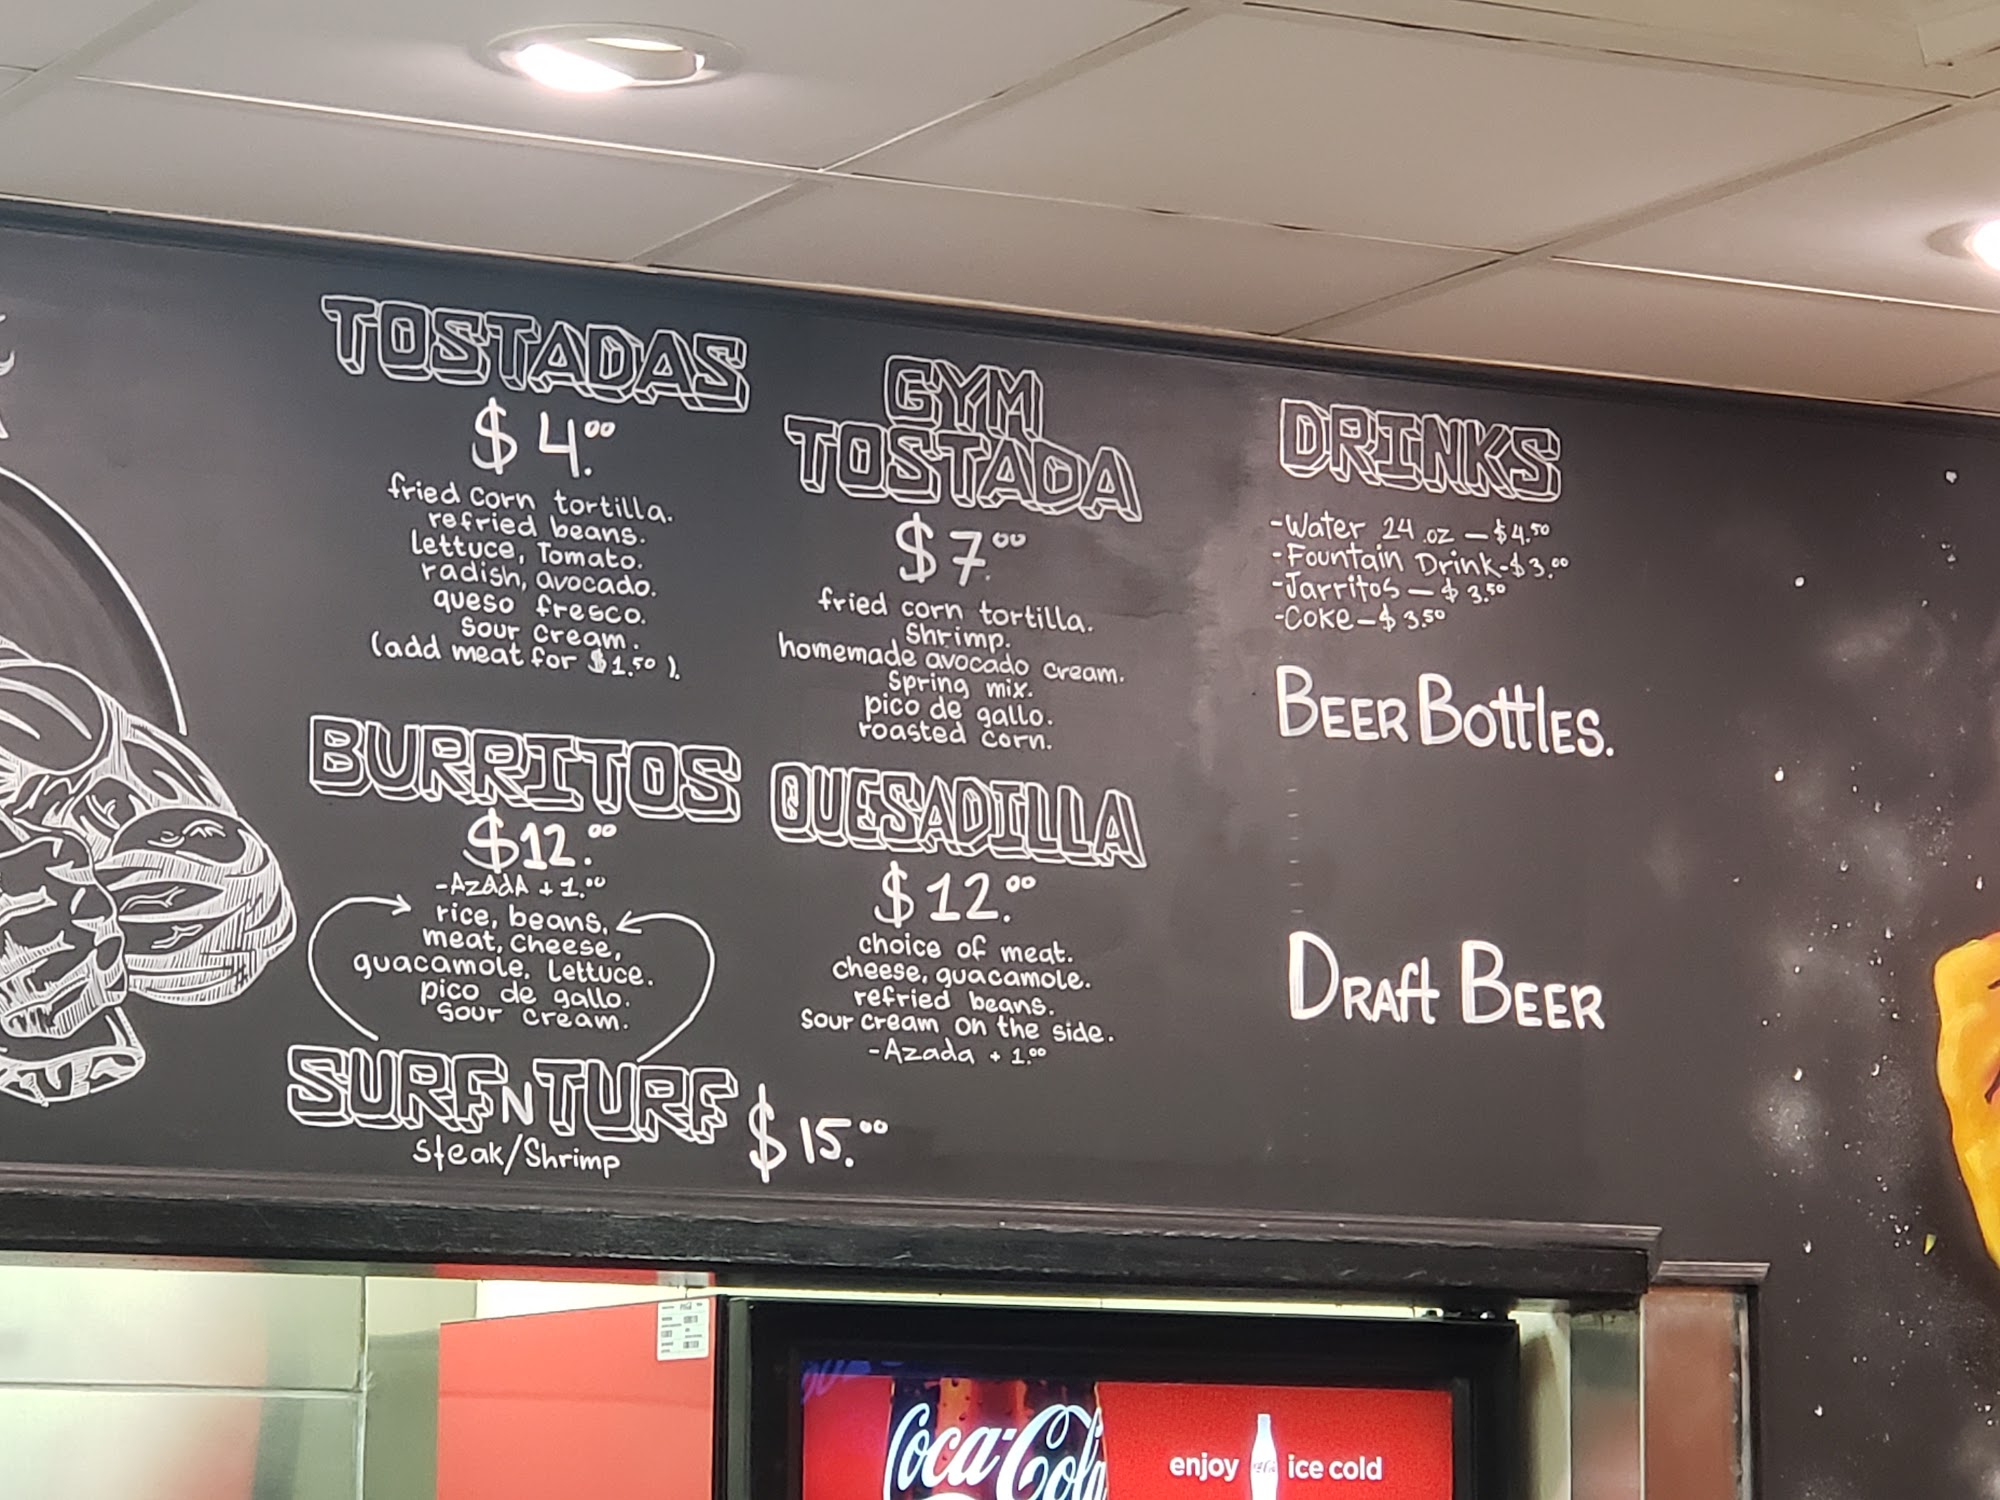 TOSTADAS
$4.00
fried corn tortilla.
refried beans.
lettuce, Tomato.
radish, avocado.
queso fresco.
sour cream.
(add meat for $1.50).
BURRITOS
$12.00
-AzAdA + 1.00
rice, beans,
meat, cheese,
guacamole. lettuce.
pico de gallo.
sour cream.
SURF N TURF $15.00
steak/Shrimp
GYM
TOSTADA
$7.00
fried corn tortilla.
Shrimp.
homemade avocado cream.
spring mix.
pico de gallo.
roasted corn.
QUESADILLA
$12.00
choice of meat.
cheese, guacamole.
refried beans.
sour cream on the side.
-Azada + 1.00
DRINKS
-Water 24 oz — $4.50
-Fountain Drink-$3.00
-Jarritos — $3.50
-Coke — $3.50
BEER BOTTLES.
DRAFT BEER
Coca-Cola
enjoy ice cold